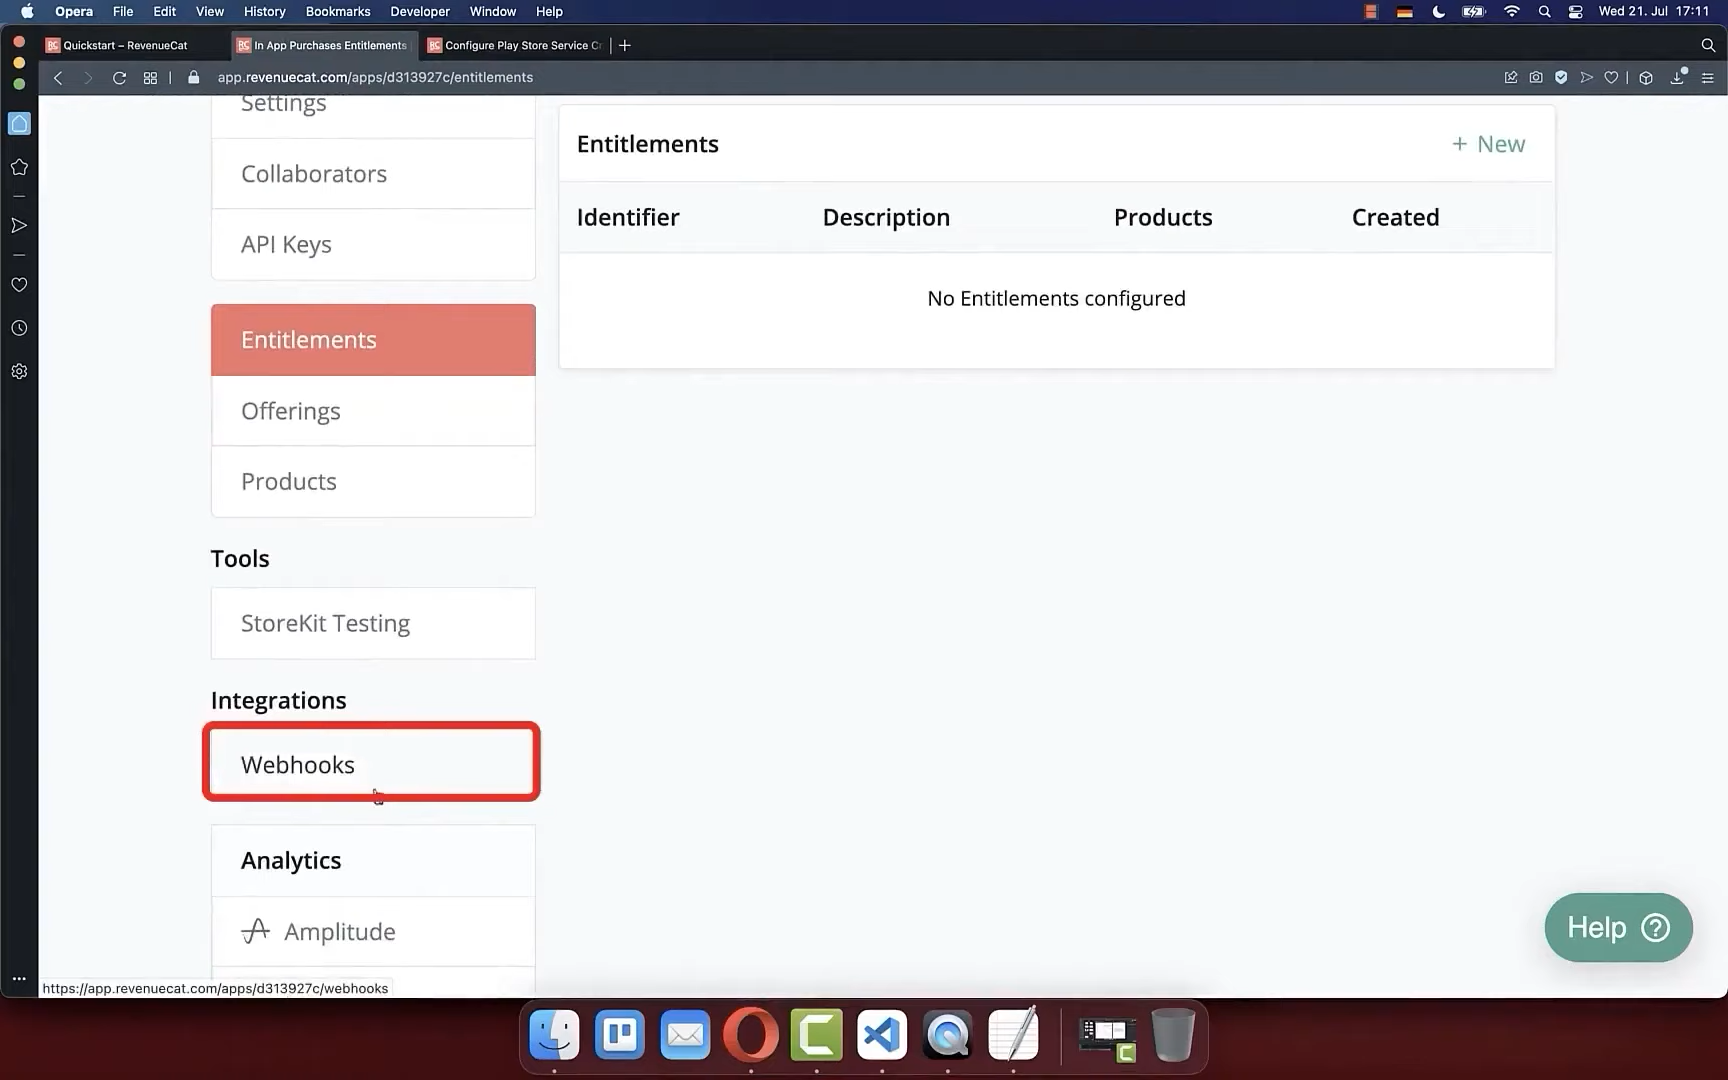 Opera File Edit View History Bookmarks Developer Window Help Wed 21. Jul 17:11
Quickstart – RevenueCat In App Purchases Entitlements Configure Play Store Service Cr
app.revenuecat.com/apps/d313927c/entitlements
Settings
Collaborators
API Keys
Entitlements
Offerings
Products
Tools
StoreKit Testing
Integrations
Webhooks
Analytics
Amplitude
Entitlements + New
Identifier Description Products Created
No Entitlements configured
Help ?
https://app.revenuecat.com/apps/d313927c/webhooks